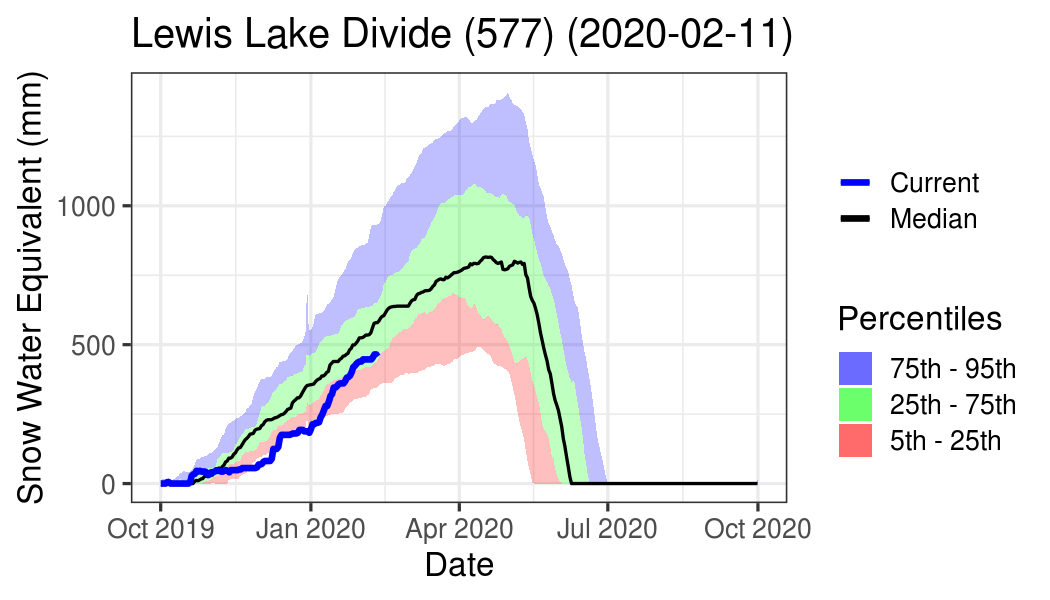 Lewis Lake Divide (577) (2020-02-11)
Snow Water Equivalent (mm)
1000
500
0
Oct 2019 Jan 2020 Apr 2020 Jul 2020 Oct 2020
Date
Current
Median
Percentiles
75th - 95th
25th - 75th
5th - 25th